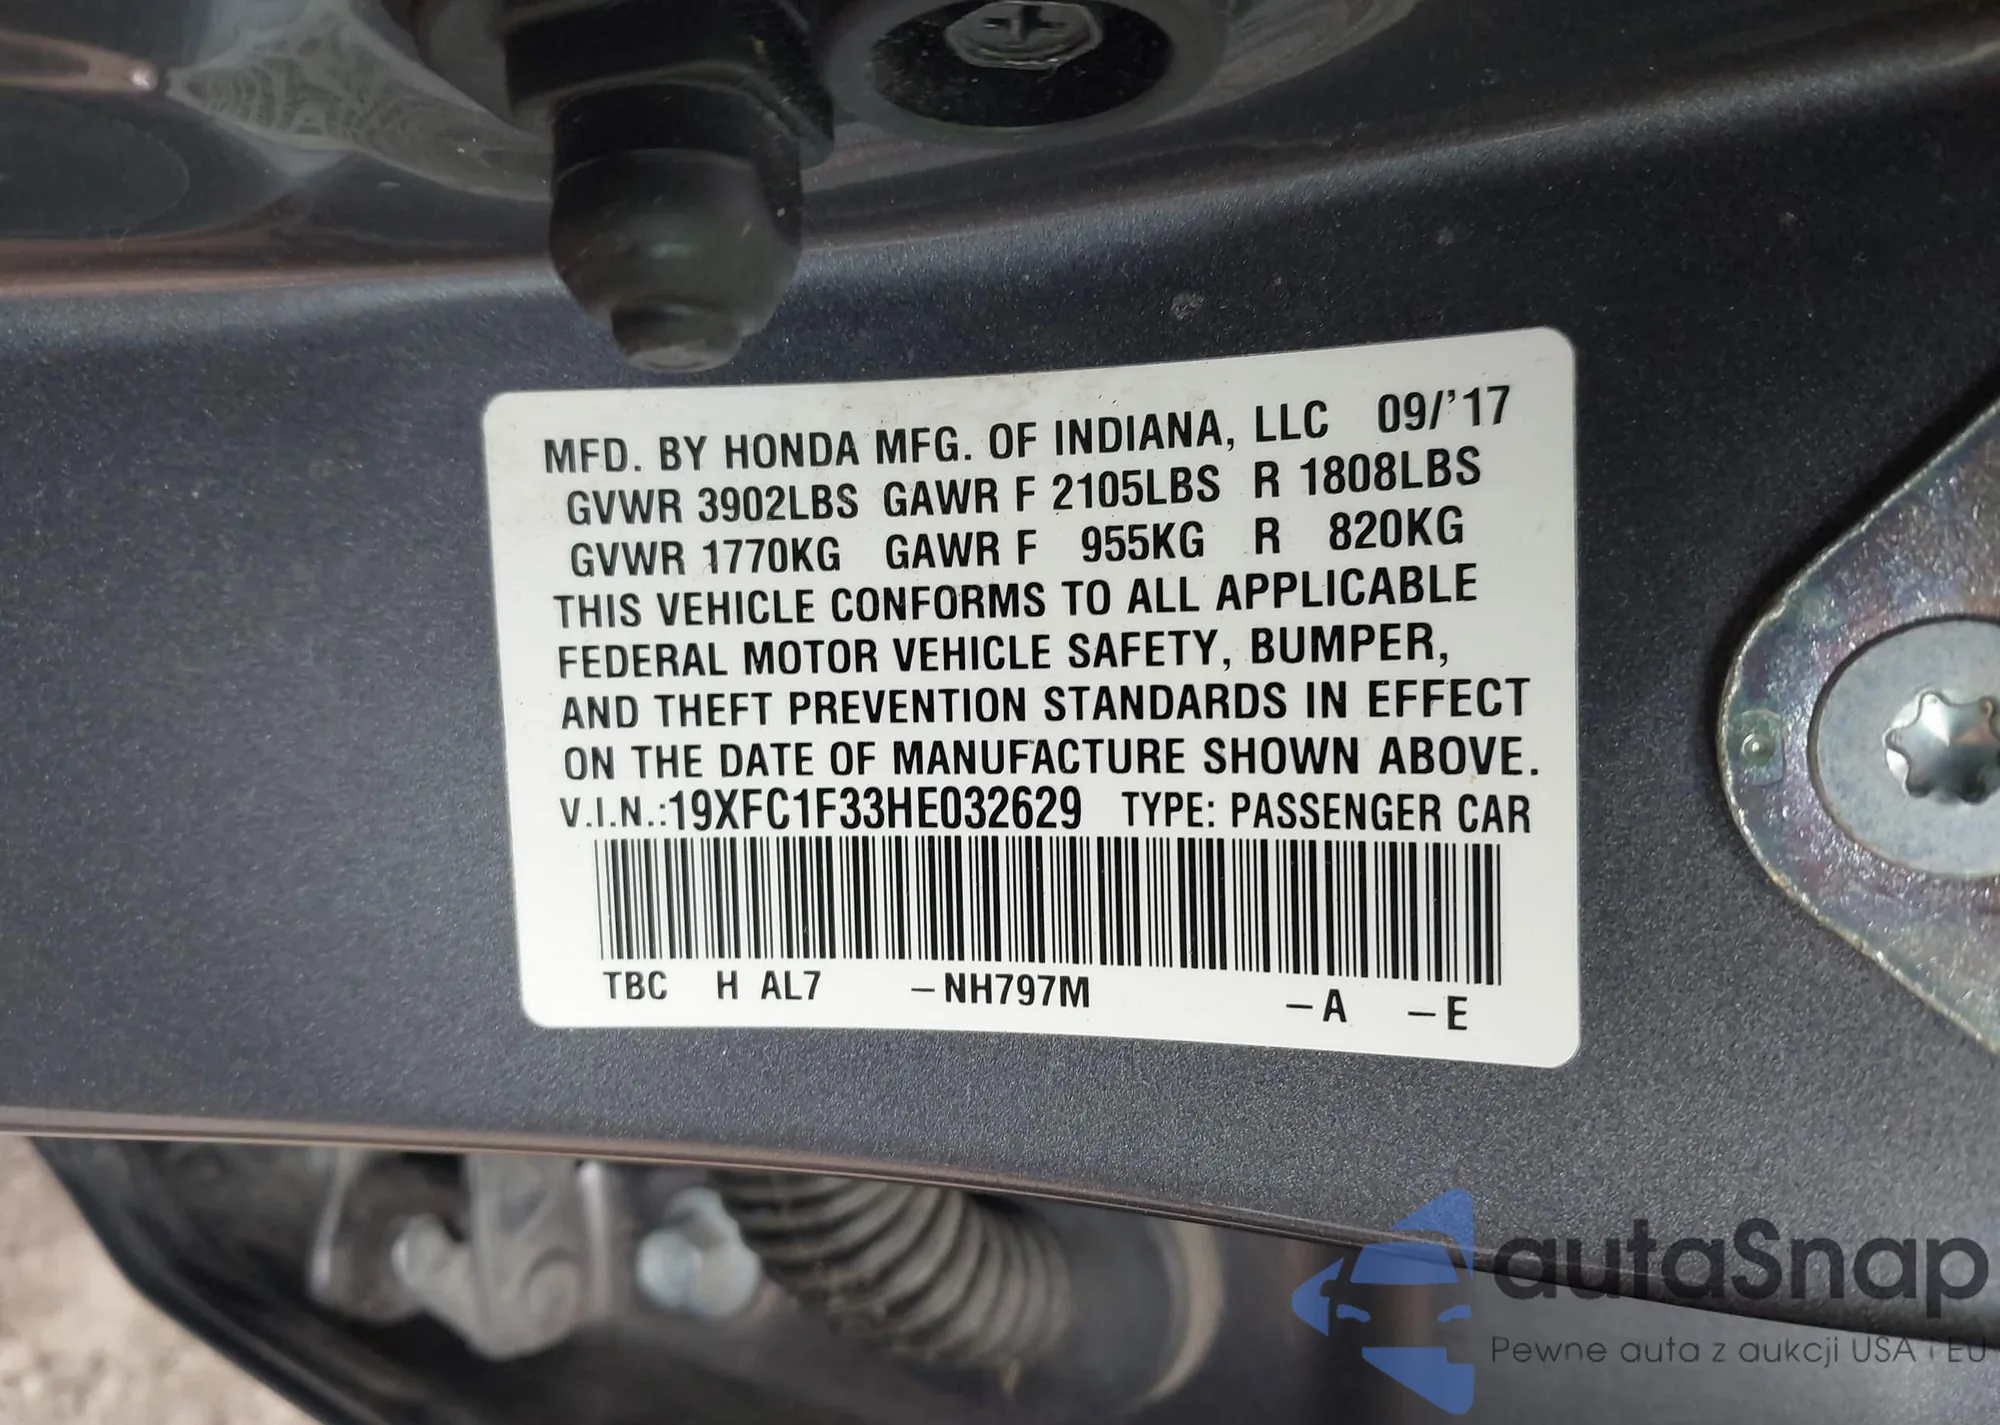 MFD. BY HONDA MFG. OF INDIANA, LLC 09/'17
GVWR 3902LBS GAWR F 2105LBS R 1808LBS
GVWR 1770KG GAWR F 955KG R 820KG
THIS VEHICLE CONFORMS TO ALL APPLICABLE
FEDERAL MOTOR VEHICLE SAFETY, BUMPER,
AND THEFT PREVENTION STANDARDS IN EFFECT
ON THE DATE OF MANUFACTURE SHOWN ABOVE.
V.I.N.:19XFC1F33HE032629 TYPE: PASSENGER CAR
TBC H AL7 –NH797M –A –E
autaSnap
Pewne auta z aukcji USA i EU